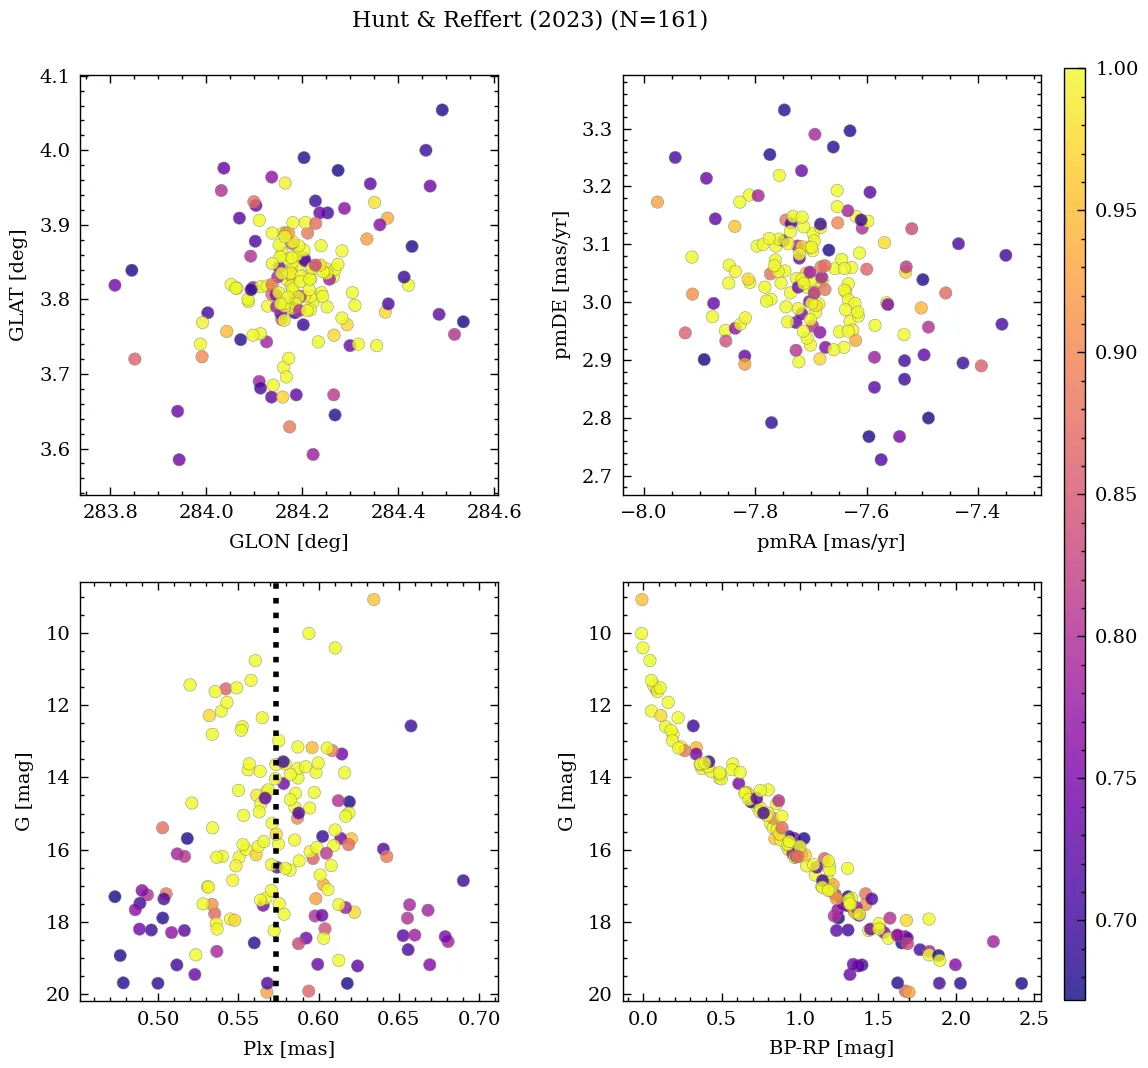 Hunt & Reffert (2023) (N=161)
4.1
4.0
3.9
3.8
3.7
3.6
GLAT [deg]
283.8 284.0 284.2 284.4 284.6
GLON [deg]
3.3
3.2
3.1
3.0
2.9
2.8
2.7
pmDE [mas/yr]
−8.0 −7.8 −7.6 −7.4
pmRA [mas/yr]
10
12
14
16
18
20
G [mag]
0.50 0.55 0.60 0.65 0.70
Plx [mas]
10
12
14
16
18
20
G [mag]
0.0 0.5 1.0 1.5 2.0 2.5
BP-RP [mag]
1.00
0.95
0.90
0.85
0.80
0.75
0.70